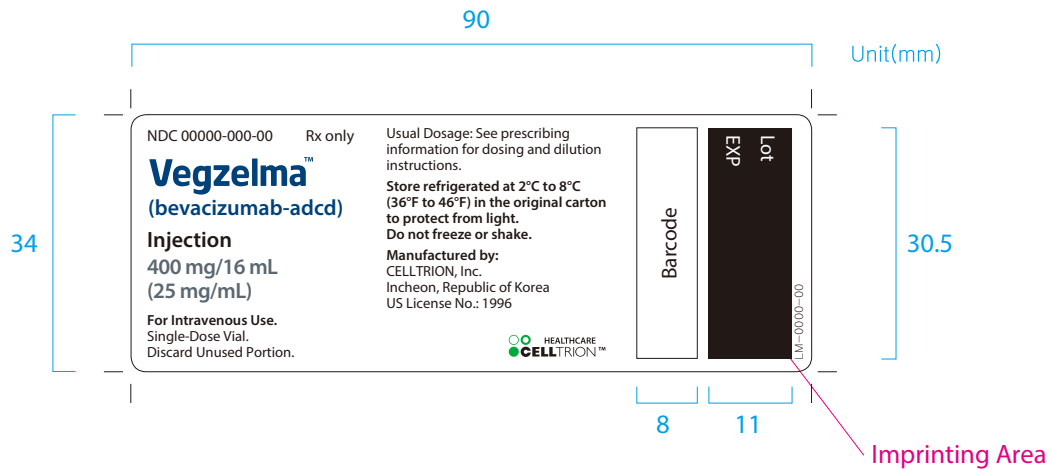 90
Unit(mm)
34
NDC 00000-000-00 Rx only
Vegzelma™
(bevacizumab-adcd)
Injection
400 mg/16 mL
(25 mg/mL)
For Intravenous Use.
Single-Dose Vial.
Discard Unused Portion.
Usual Dosage: See prescribing
information for dosing and dilution
instructions.
Store refrigerated at 2°C to 8°C
(36°F to 46°F) in the original carton
to protect from light.
Do not freeze or shake.
Manufactured by:
CELLTRION, Inc.
Incheon, Republic of Korea
US License No.: 1996
HEALTHCARE
CELLTRION™
Barcode
Lot
EXP
LM-0000-00
30.5
8
11
Imprinting Area